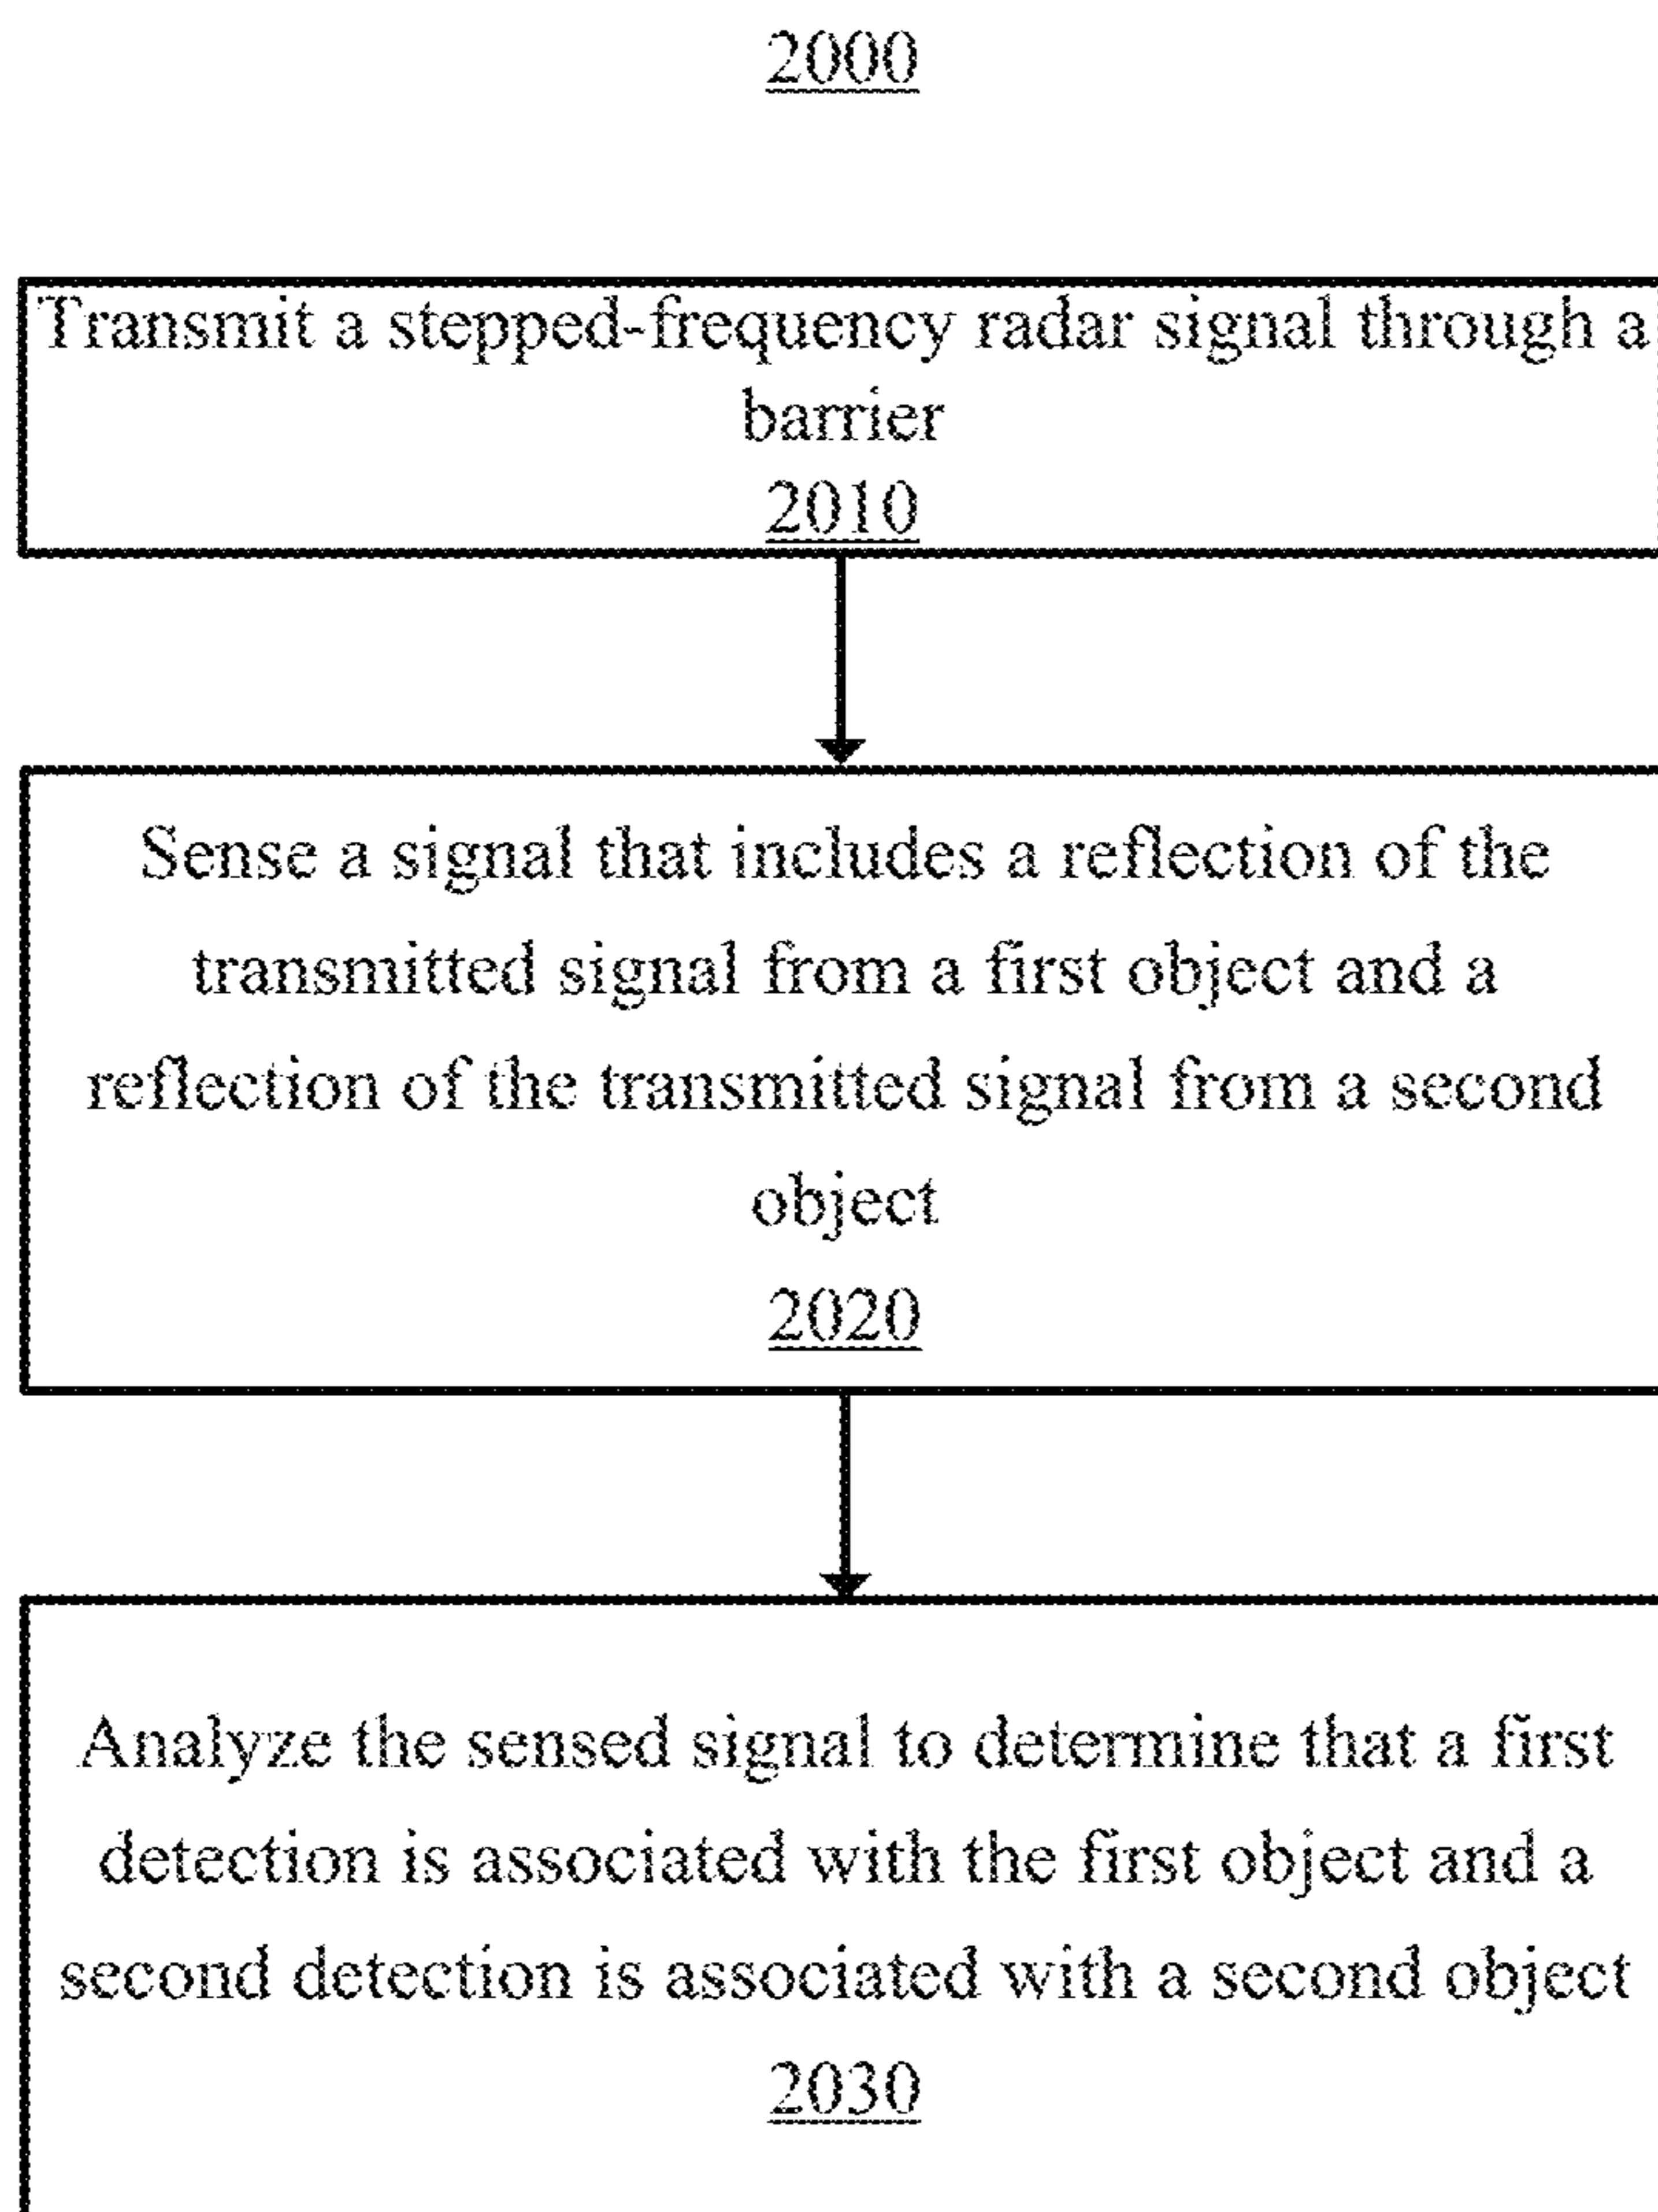 2000
Transmit a stepped-frequency radar signal through a
barrier
2010
Sense a signal that includes a reflection of the
transmitted signal from a first object and a
reflection of the transmitted signal from a second
object
2020
Analyze the sensed signal to determine that a first
detection is associated with the first object and a
second detection is associated with a second object
2030